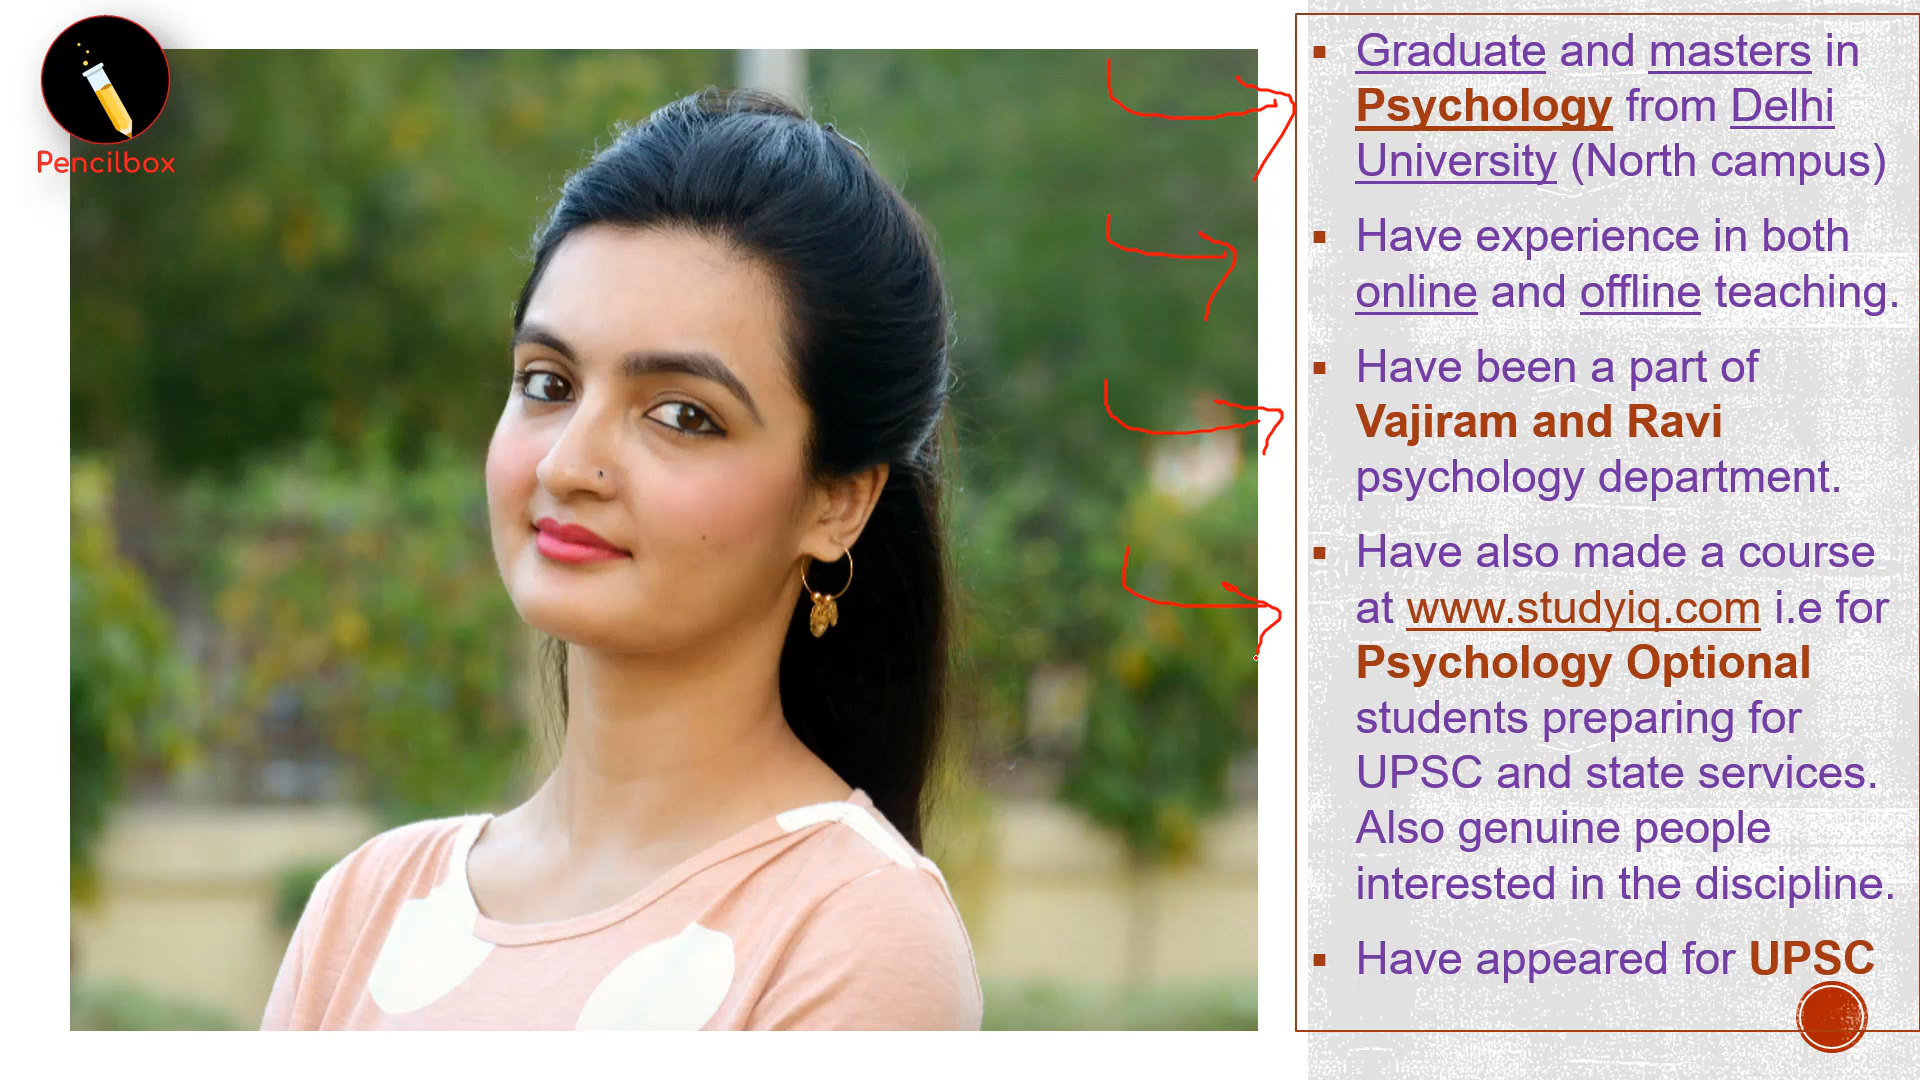 Pencilbox
▪ Graduate and masters in
Psychology from Delhi
University (North campus)
▪ Have experience in both
online and offline teaching.
▪ Have been a part of
Vajiram and Ravi
psychology department.
▪ Have also made a course
at www.studyiq.com i.e for
Psychology Optional
students preparing for
UPSC and state services.
Also genuine people
interested in the discipline.
▪ Have appeared for UPSC